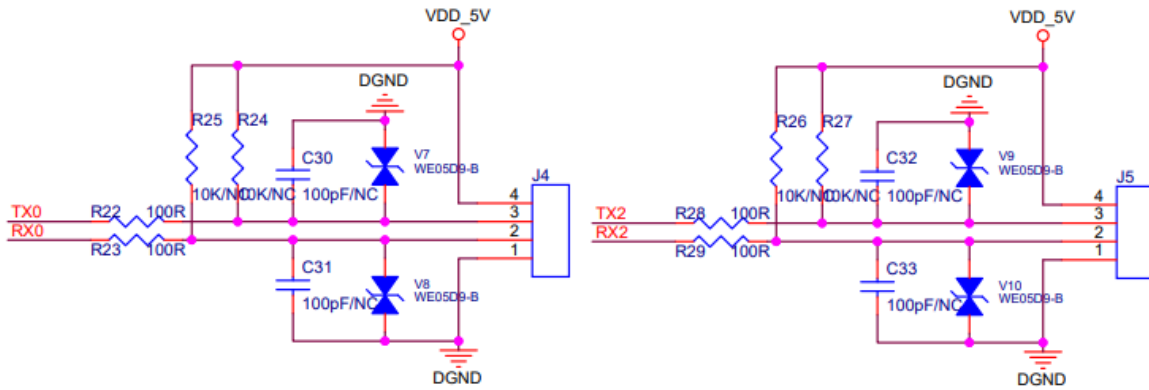 VDD_5V
DGND
R25
R24
C30
V7
WE05D9-B
10K/NC
10K/NC
100pF/NC
J4
4
TX0
R22
100R
3
RX0
R23
100R
2
1
C31
V8
WE05D9-B
100pF/NC
DGND
VDD_5V
DGND
R26
R27
C32
V9
WE05D9-B
10K/NC
10K/NC
100pF/NC
J5
4
TX2
R28
100R
3
RX2
R29
100R
2
1
C33
V10
WE05D9-B
100pF/NC
DGND